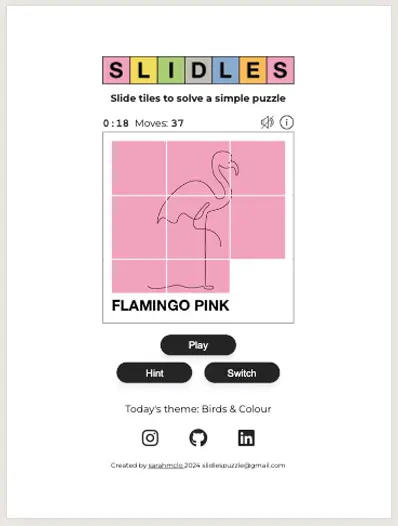 SLIDLES
Slide tiles to solve a simple puzzle
0:18 Moves: 37
FLAMINGO PINK
Play
Hint Switch
Today's theme: Birds & Colour
Created by sarahmclo 2024 slidlespuzzle@gmail.com